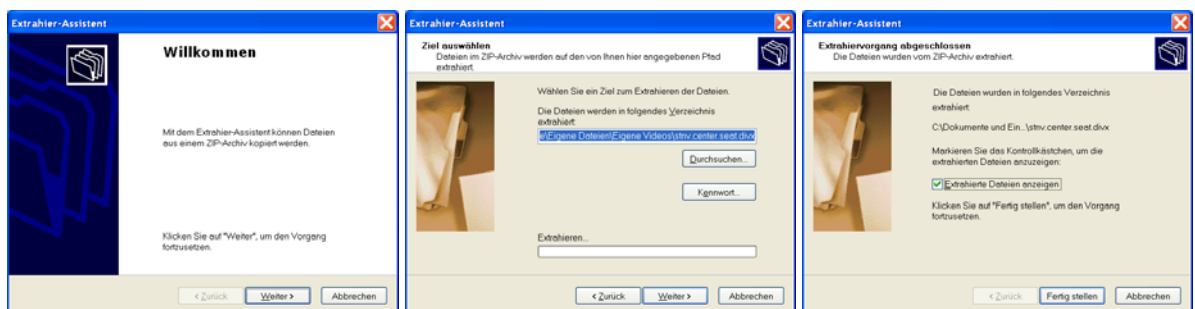 Extrahier-Assistent
Willkommen
Mit dem Extrahier-Assistent können Dateien
aus einem ZIP-Archiv kopiert werden.
Klicken Sie auf "Weiter", um den Vorgang
fortzusetzen.
< Zurück
Weiter >
Abbrechen
Extrahier-Assistent
Ziel auswählen
Dateien im ZIP-Archiv werden auf den von Ihnen hier angegebenen Pfad
extrahiert.
Wählen Sie ein Ziel zum Extrahieren der Dateien.
Die Dateien werden in folgendes Verzeichnis
extrahiert:
e\Eigene Dateien\Eigene Videos\stnv.center.seat.divx
Durchsuchen...
Kennwort...
Extrahieren...
< Zurück
Weiter >
Abbrechen
Extrahier-Assistent
Extrahiervorgang abgeschlossen
Die Dateien wurden vom ZIP-Archiv extrahiert.
Die Dateien wurden in folgendes Verzeichnis
extrahiert:
C:\Dokumente und Ein...\stnv.center.seat.divx
Markieren Sie das Kontrollkästchen, um die
extrahierten Dateien anzuzeigen:
Extrahierte Dateien anzeigen
Klicken Sie auf "Fertig stellen", um den Vorgang
fortzusetzen.
< Zurück
Fertig stellen
Abbrechen